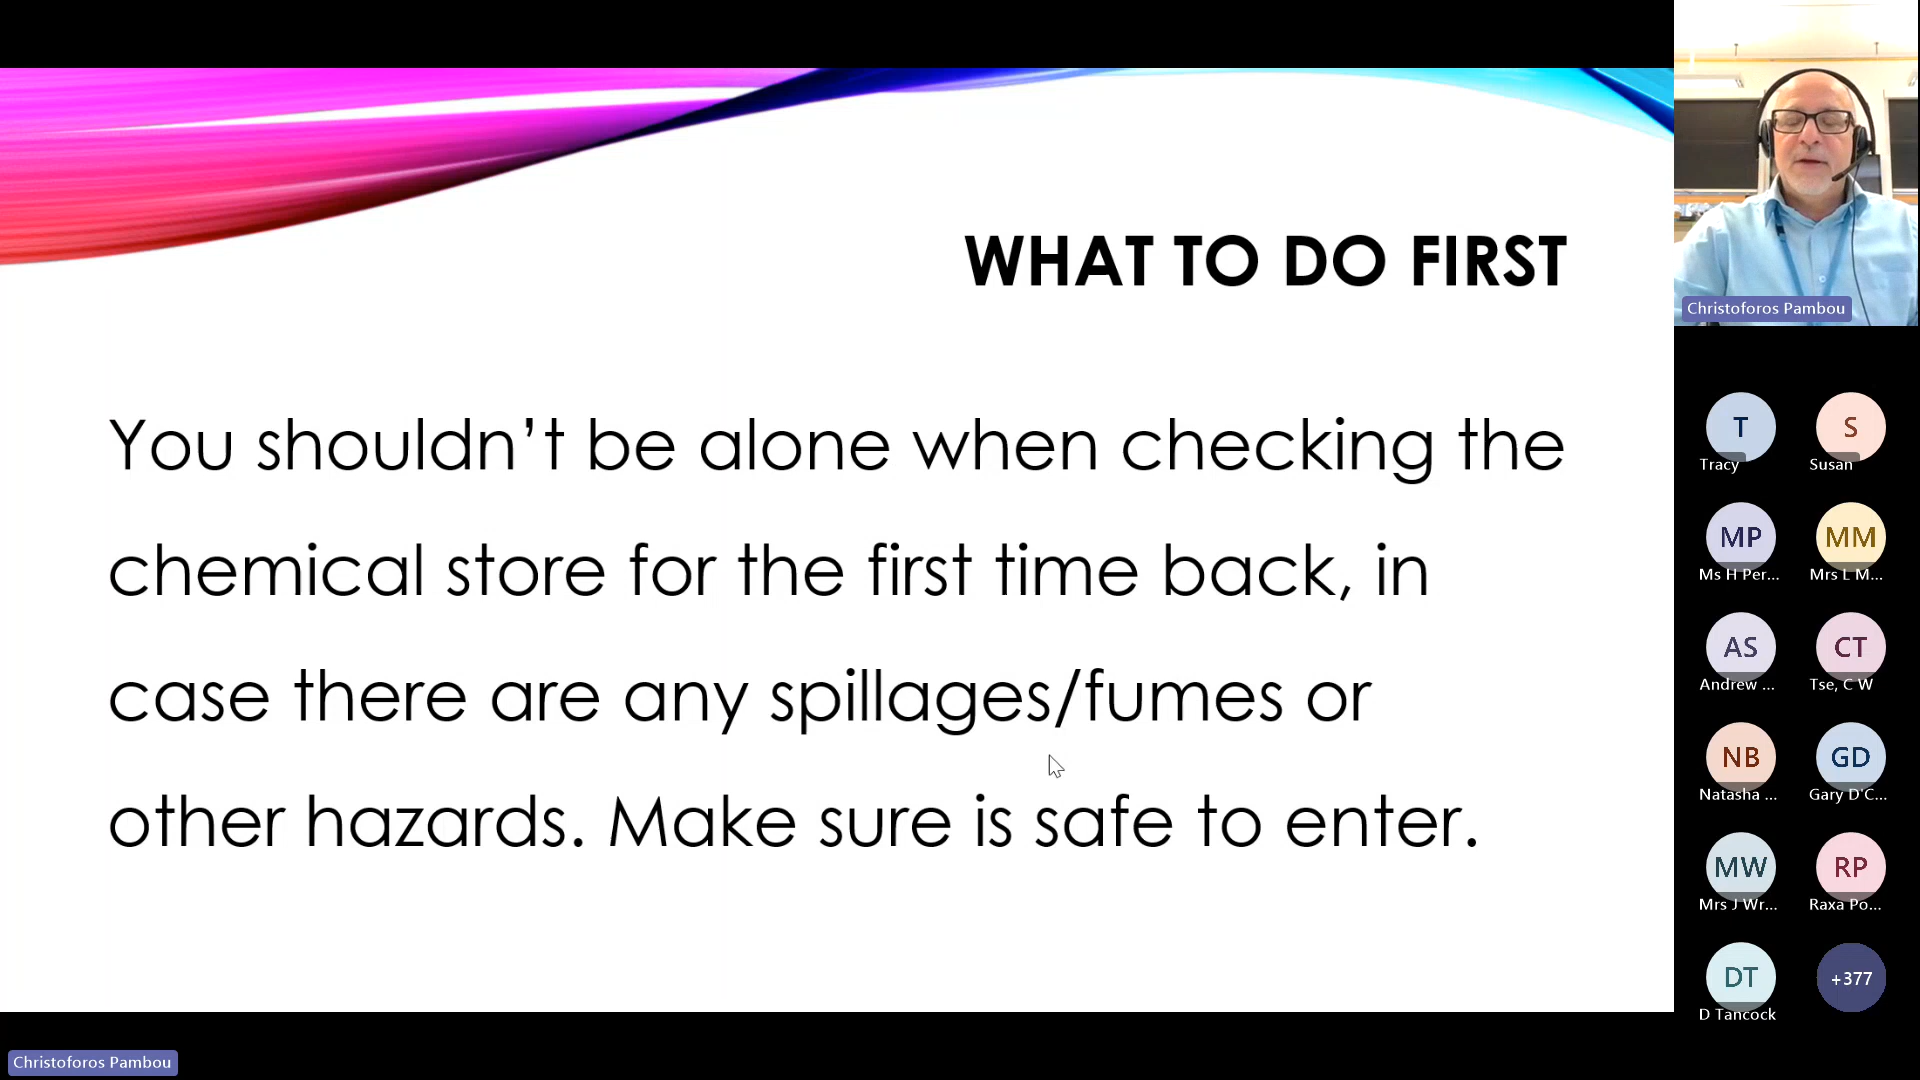 WHAT TO DO FIRST
You shouldn’t be alone when checking the
chemical store for the first time back, in
case there are any spillages/fumes or
other hazards. Make sure is safe to enter.
Christoforos Pambou
T
Tracy
S
Susan
MP
Ms H Per...
MM
Mrs L M...
AS
Andrew ...
CT
Tse, C W
NB
Natasha ...
GD
Gary D'C...
MW
Mrs J Wr...
RP
Raxa Po...
DT
D Tancock
+377
Christoforos Pambou